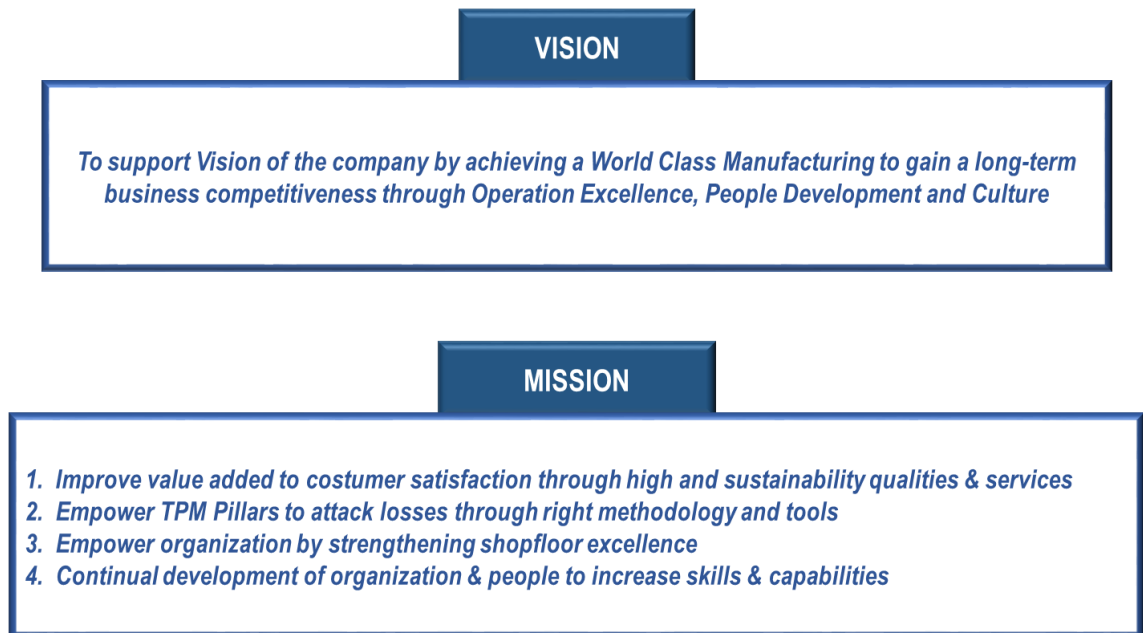 VISION
To support Vision of the company by achieving a World Class Manufacturing to gain a long-term
business competitiveness through Operation Excellence, People Development and Culture
MISSION
1. Improve value added to costumer satisfaction through high and sustainability qualities & services
2. Empower TPM Pillars to attack losses through right methodology and tools
3. Empower organization by strengthening shopfloor excellence
4. Continual development of organization & people to increase skills & capabilities